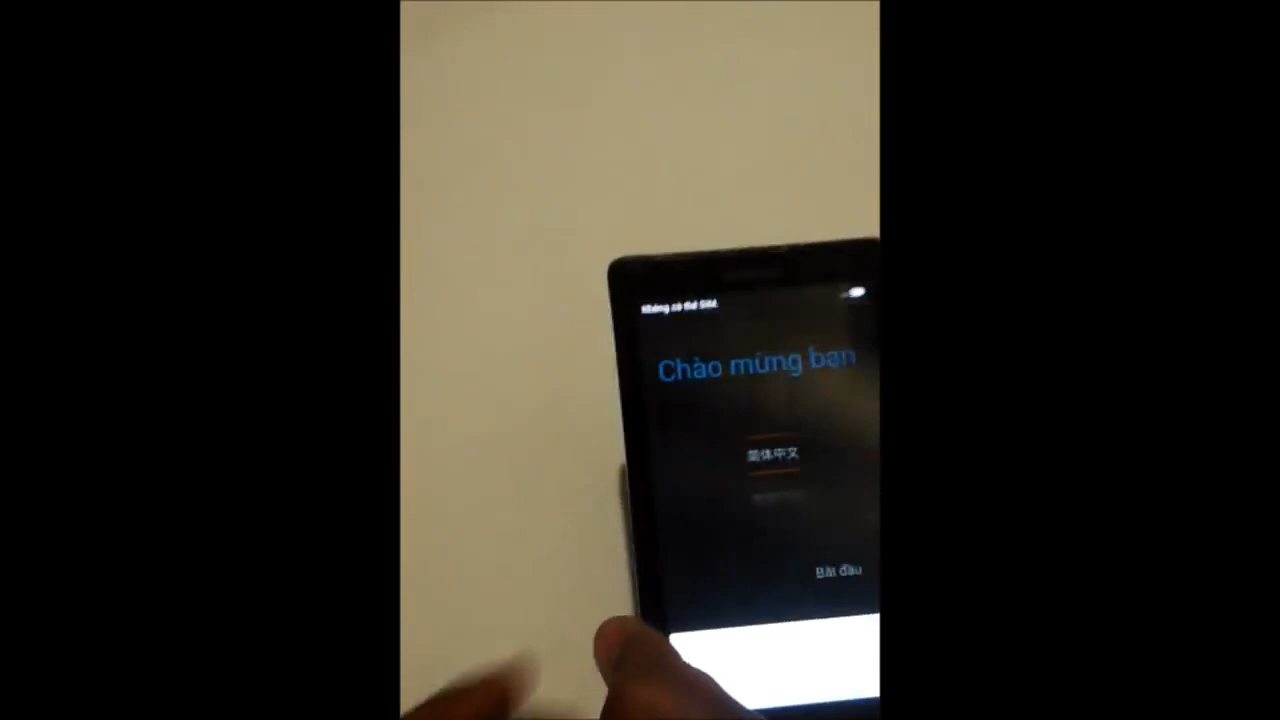 Không có thẻ SIM.
Chào mừng bạn
简体中文
Bắt đầu